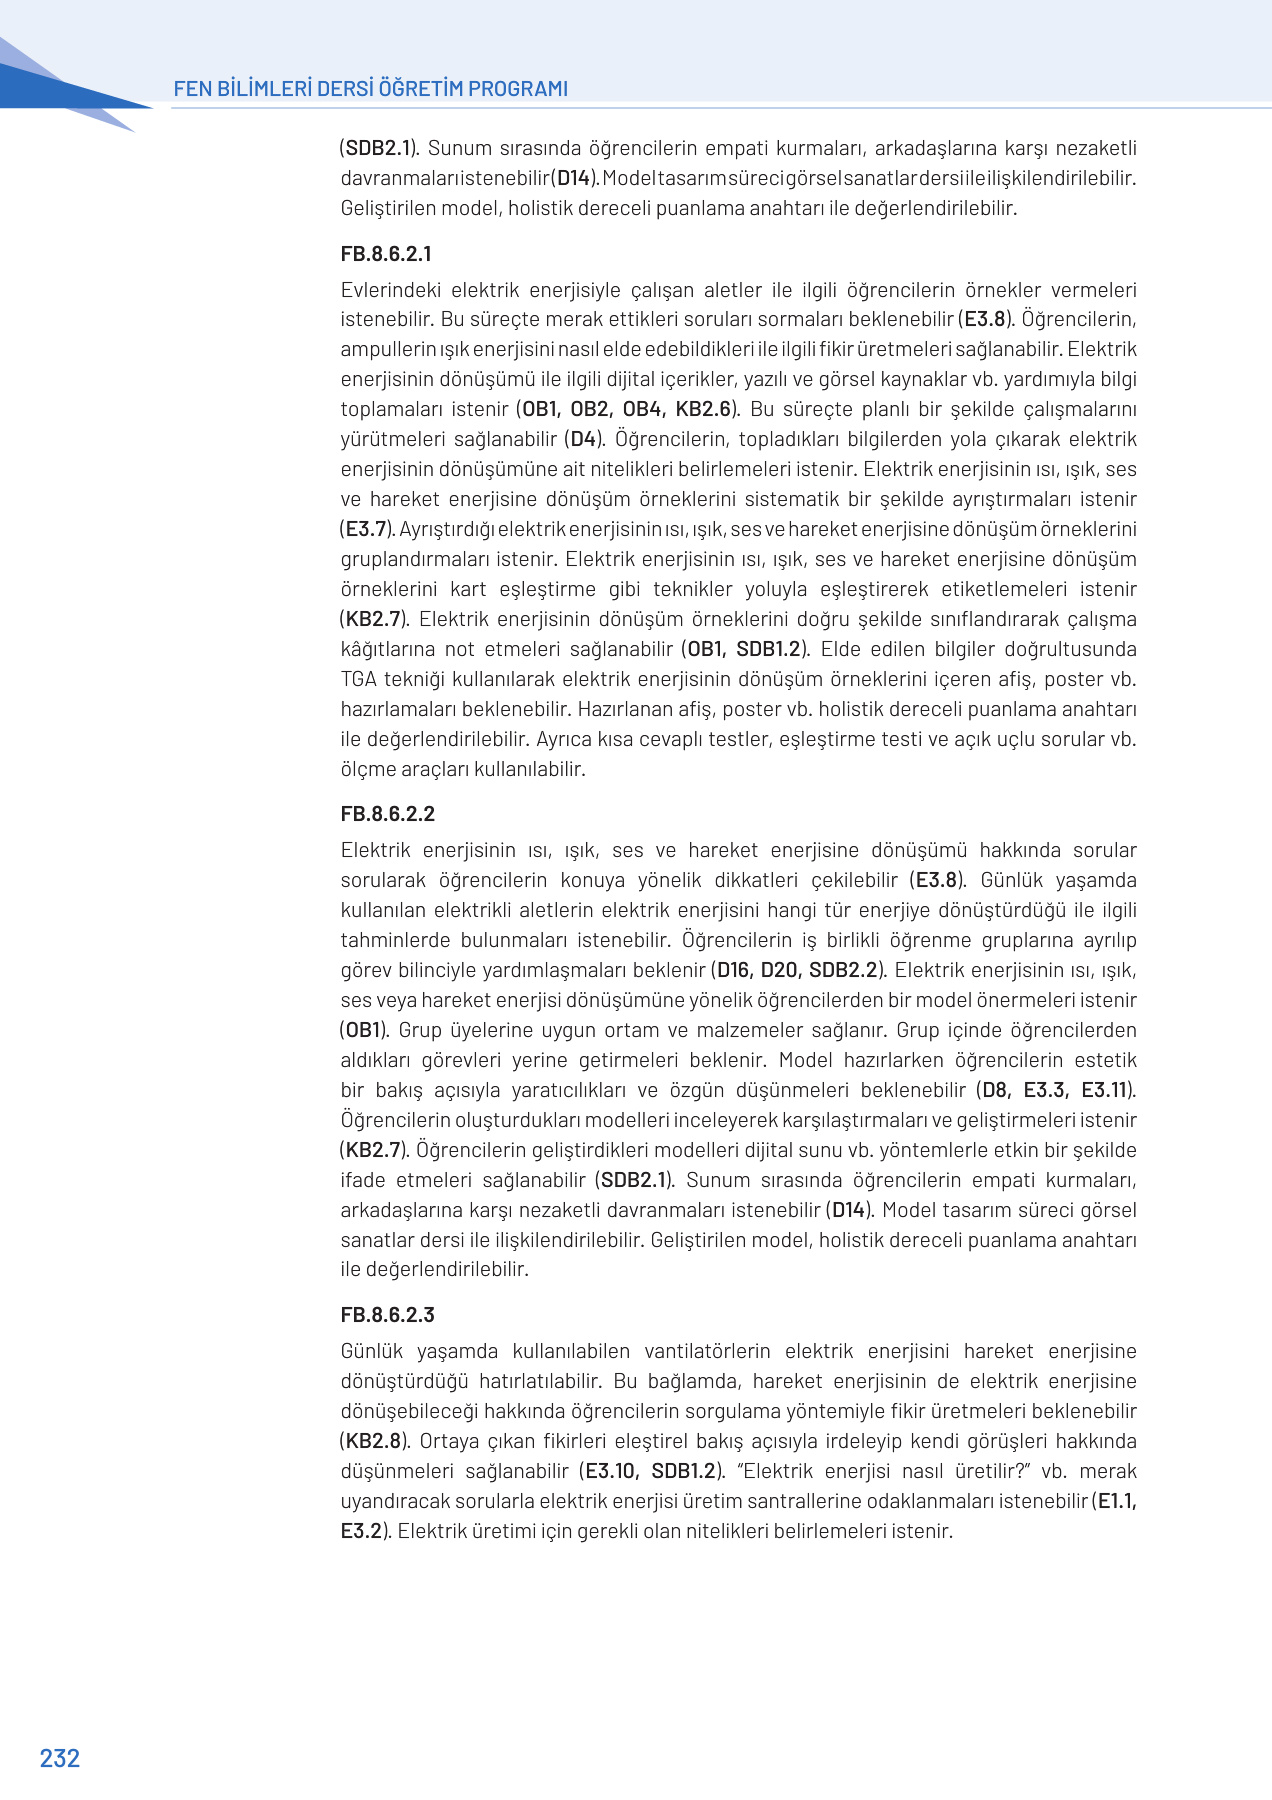 FEN BİLİMLERİ DERSİ ÖĞRETİM PROGRAMI
(SDB2.1). Sunum sırasında öğrencilerin empati kurmaları, arkadaşlarına karşı nezaketli
davranmaları istenebilir (D14). Model tasarım süreci görsel sanatlar dersi ile ilişkilendirilebilir.
Geliştirilen model, holistik dereceli puanlama anahtarı ile değerlendirilebilir.
FB.8.6.2.1
Evlerindeki elektrik enerjisiyle çalışan aletler ile ilgili öğrencilerin örnekler vermeleri
istenebilir. Bu süreçte merak ettikleri soruları sormaları beklenebilir (E3.8). Öğrencilerin,
ampullerin ışık enerjisini nasıl elde edebildikleri ile ilgili fikir üretmeleri sağlanabilir. Elektrik
enerjisinin dönüşümü ile ilgili dijital içerikler, yazılı ve görsel kaynaklar vb. yardımıyla bilgi
toplamaları istenir (OB1, OB2, OB4, KB2.6). Bu süreçte planlı bir şekilde çalışmalarını
yürütmeleri sağlanabilir (D4). Öğrencilerin, topladıkları bilgilerden yola çıkarak elektrik
enerjisinin dönüşümüne ait nitelikleri belirlemeleri istenir. Elektrik enerjisinin ısı, ışık, ses
ve hareket enerjisine dönüşüm örneklerini sistematik bir şekilde ayrıştırmaları istenir
(E3.7). Ayrıştırdığı elektrik enerjisinin ısı, ışık, ses ve hareket enerjisine dönüşüm örneklerini
gruplandırmaları istenir. Elektrik enerjisinin ısı, ışık, ses ve hareket enerjisine dönüşüm
örneklerini kart eşleştirme gibi teknikler yoluyla eşleştirerek etiketlemeleri istenir
(KB2.7). Elektrik enerjisinin dönüşüm örneklerini doğru şekilde sınıflandırarak çalışma
kâğıtlarına not etmeleri sağlanabilir (OB1, SDB1.2). Elde edilen bilgiler doğrultusunda
TGA tekniği kullanılarak elektrik enerjisinin dönüşüm örneklerini içeren afiş, poster vb.
hazırlamaları beklenebilir. Hazırlanan afiş, poster vb. holistik dereceli puanlama anahtarı
ile değerlendirilebilir. Ayrıca kısa cevaplı testler, eşleştirme testi ve açık uçlu sorular vb.
ölçme araçları kullanılabilir.
FB.8.6.2.2
Elektrik enerjisinin ısı, ışık, ses ve hareket enerjisine dönüşümü hakkında sorular
sorularak öğrencilerin konuya yönelik dikkatleri çekilebilir (E3.8). Günlük yaşamda
kullanılan elektrikli aletlerin elektrik enerjisini hangi tür enerjiye dönüştürdüğü ile ilgili
tahminlerde bulunmaları istenebilir. Öğrencilerin iş birlikli öğrenme gruplarına ayrılıp
görev bilinciyle yardımlaşmaları beklenir (D16, D20, SDB2.2). Elektrik enerjisinin ısı, ışık,
ses veya hareket enerjisi dönüşümüne yönelik öğrencilerden bir model önermeleri istenir
(OB1). Grup üyelerine uygun ortam ve malzemeler sağlanır. Grup içinde öğrencilerden
aldıkları görevleri yerine getirmeleri beklenir. Model hazırlarken öğrencilerin estetik
bir bakış açısıyla yaratıcılıkları ve özgün düşünmeleri beklenebilir (D8, E3.3, E3.11).
Öğrencilerin oluşturdukları modelleri inceleyerek karşılaştırmaları ve geliştirmeleri istenir
(KB2.7). Öğrencilerin geliştirdikleri modelleri dijital sunu vb. yöntemlerle etkin bir şekilde
ifade etmeleri sağlanabilir (SDB2.1). Sunum sırasında öğrencilerin empati kurmaları,
arkadaşlarına karşı nezaketli davranmaları istenebilir (D14). Model tasarım süreci görsel
sanatlar dersi ile ilişkilendirilebilir. Geliştirilen model, holistik dereceli puanlama anahtarı
ile değerlendirilebilir.
FB.8.6.2.3
Günlük yaşamda kullanılabilen vantilatörlerin elektrik enerjisini hareket enerjisine
dönüştürdüğü hatırlatılabilir. Bu bağlamda, hareket enerjisinin de elektrik enerjisine
dönüşebileceği hakkında öğrencilerin sorgulama yöntemiyle fikir üretmeleri beklenebilir
(KB2.8). Ortaya çıkan fikirleri eleştirel bakış açısıyla irdeleyip kendi görüşleri hakkında
düşünmeleri sağlanabilir (E3.10, SDB1.2). “Elektrik enerjisi nasıl üretilir?” vb. merak
uyandıracak sorularla elektrik enerjisi üretim santrallerine odaklanmaları istenebilir (E1.1,
E3.2). Elektrik üretimi için gerekli olan nitelikleri belirlemeleri istenir.
232